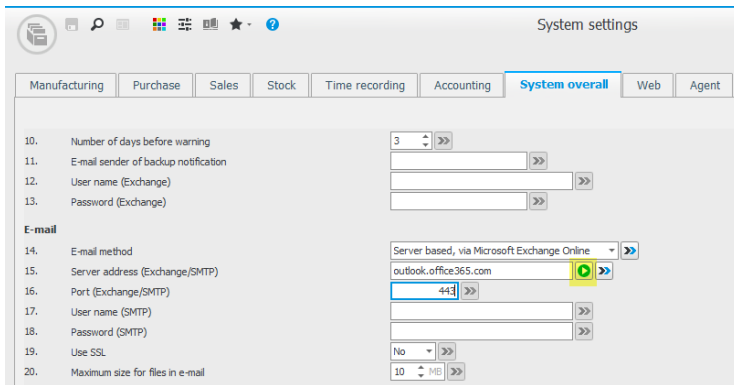 System settings
Manufacturing Purchase Sales Stock Time recording Accounting System overall Web Agent
10. Number of days before warning 3
11. E-mail sender of backup notification
12. User name (Exchange)
13. Password (Exchange)
E-mail
14. E-mail method Server based, via Microsoft Exchange Online
15. Server address (Exchange/SMTP) outlook.office365.com
16. Port (Exchange/SMTP) 443
17. User name (SMTP)
18. Password (SMTP)
19. Use SSL No
20. Maximum size for files in e-mail 10 MB